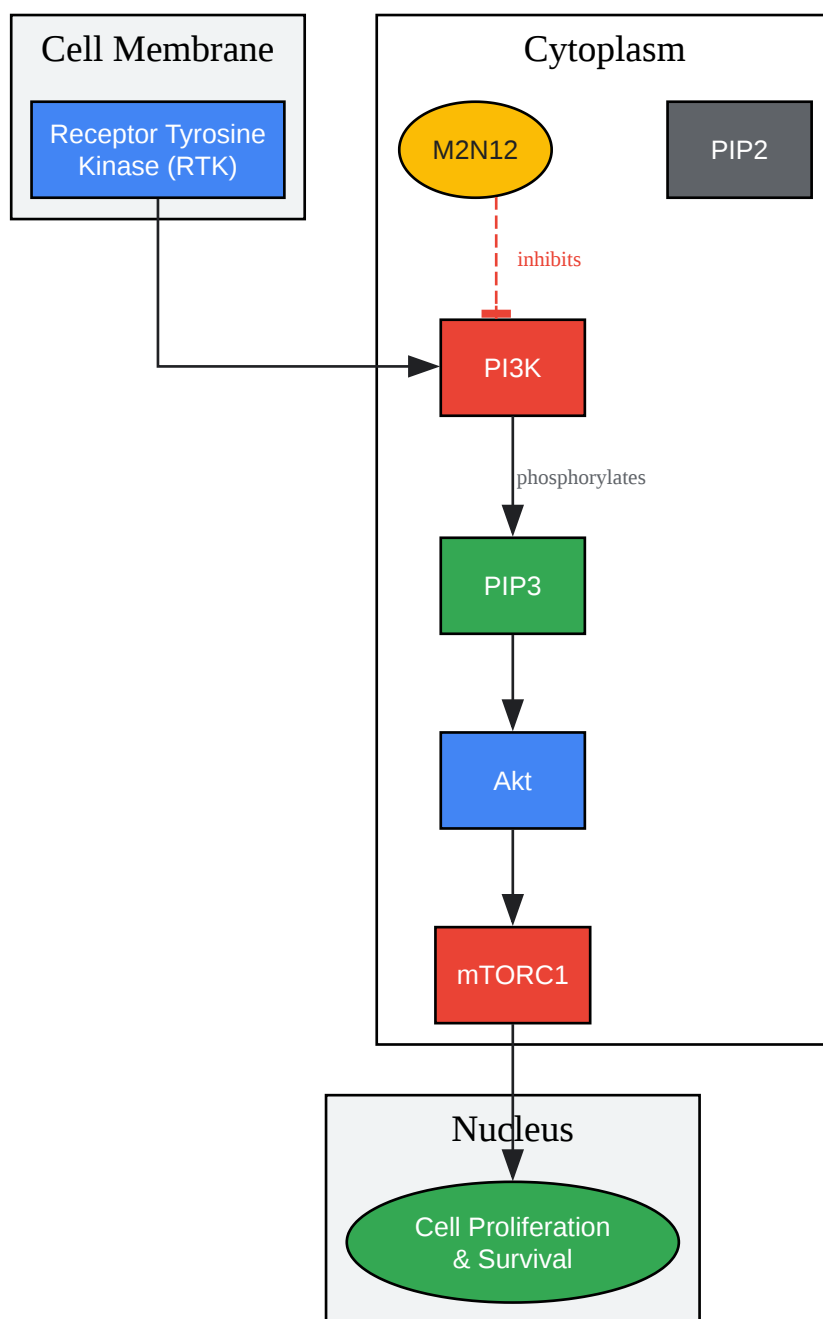 Cell Membrane
Receptor Tyrosine
Kinase (RTK)
Cytoplasm
M2N12
PIP2
inhibits
PI3K
phosphorylates
PIP3
Akt
mTORC1
Nucleus
Cell Proliferation
& Survival